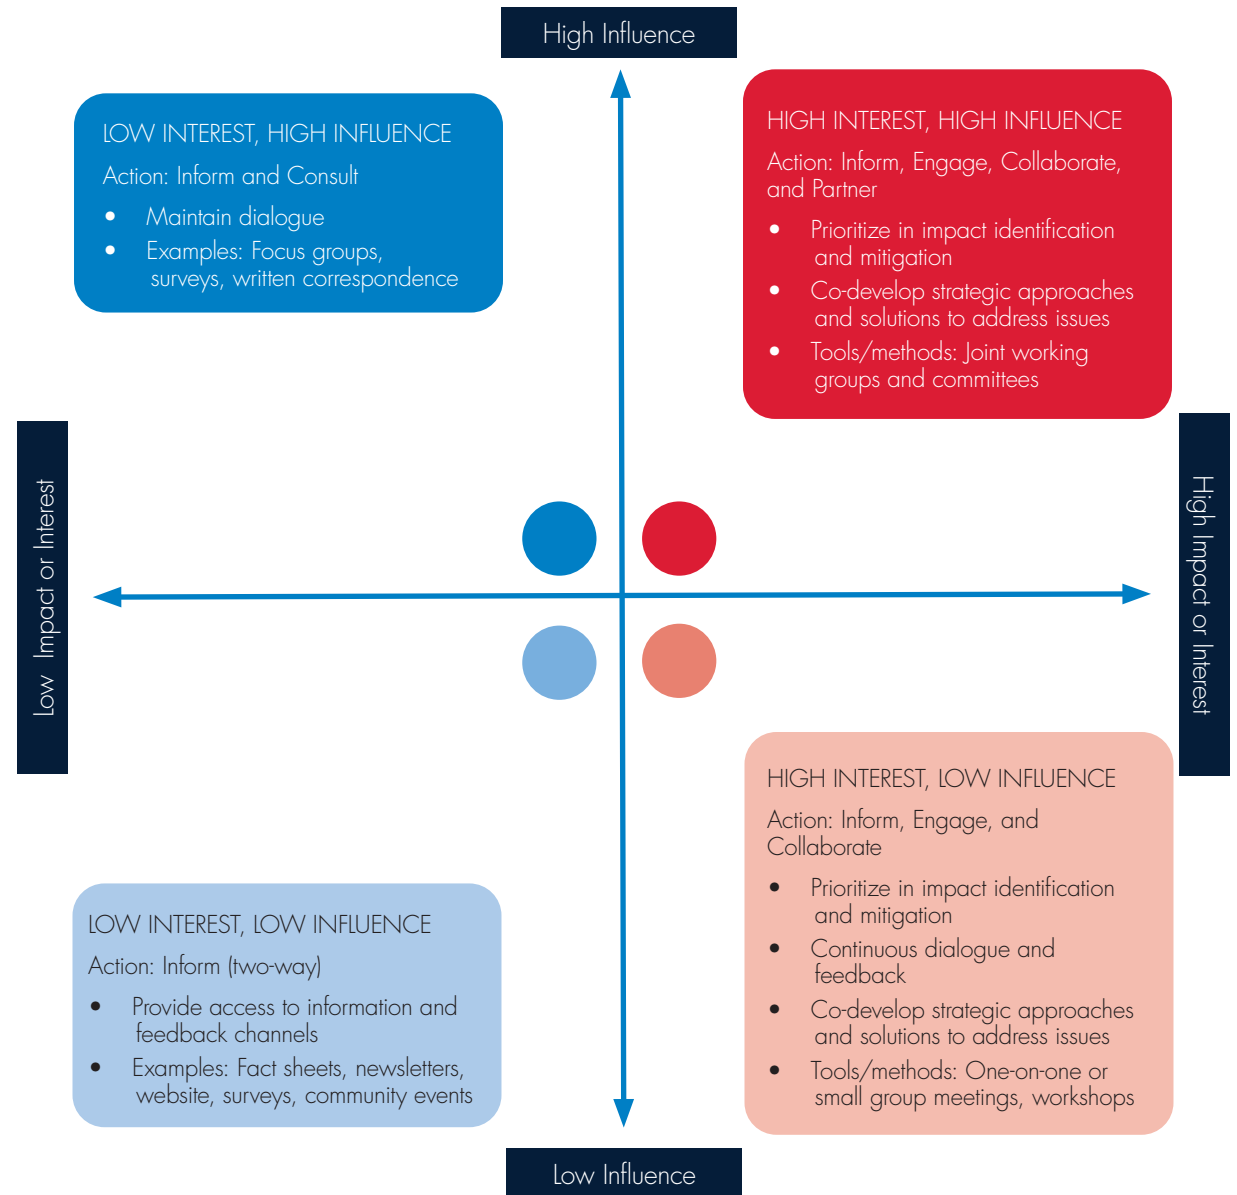 High Influence
LOW INTEREST, HIGH INFLUENCE
Action: Inform and Consult
• Maintain dialogue
• Examples: Focus groups,
surveys, written correspondence
HIGH INTEREST, HIGH INFLUENCE
Action: Inform, Engage, Collaborate,
and Partner
• Prioritize in impact identification
and mitigation
• Co-develop strategic approaches
and solutions to address issues
• Tools/methods: Joint working
groups and committees
Low Impact or Interest
High Impact or Interest
LOW INTEREST, LOW INFLUENCE
Action: Inform (two-way)
• Provide access to information and
feedback channels
• Examples: Fact sheets, newsletters,
website, surveys, community events
HIGH INTEREST, LOW INFLUENCE
Action: Inform, Engage, and
Collaborate
• Prioritize in impact identification
and mitigation
• Continuous dialogue and
feedback
• Co-develop strategic approaches
and solutions to address issues
• Tools/methods: One-on-one or
small group meetings, workshops
Low Influence